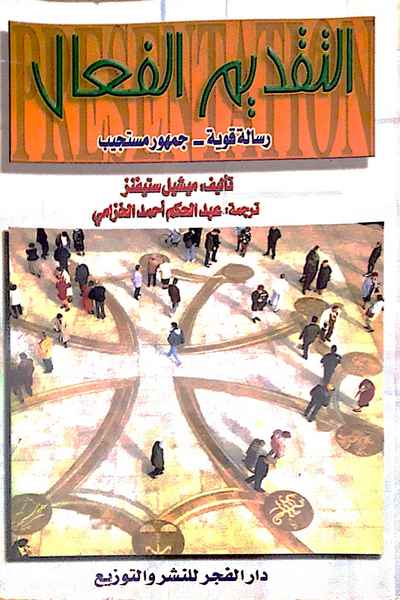 PRESENTATION
التقديم الفعال
رسالة قوية - جمهور مستجيب
تأليف: ميشيل ستيفنز
ترجمة: عبد الحكم أحمد الخزامي
دار الفجر للنشر والتوزيع